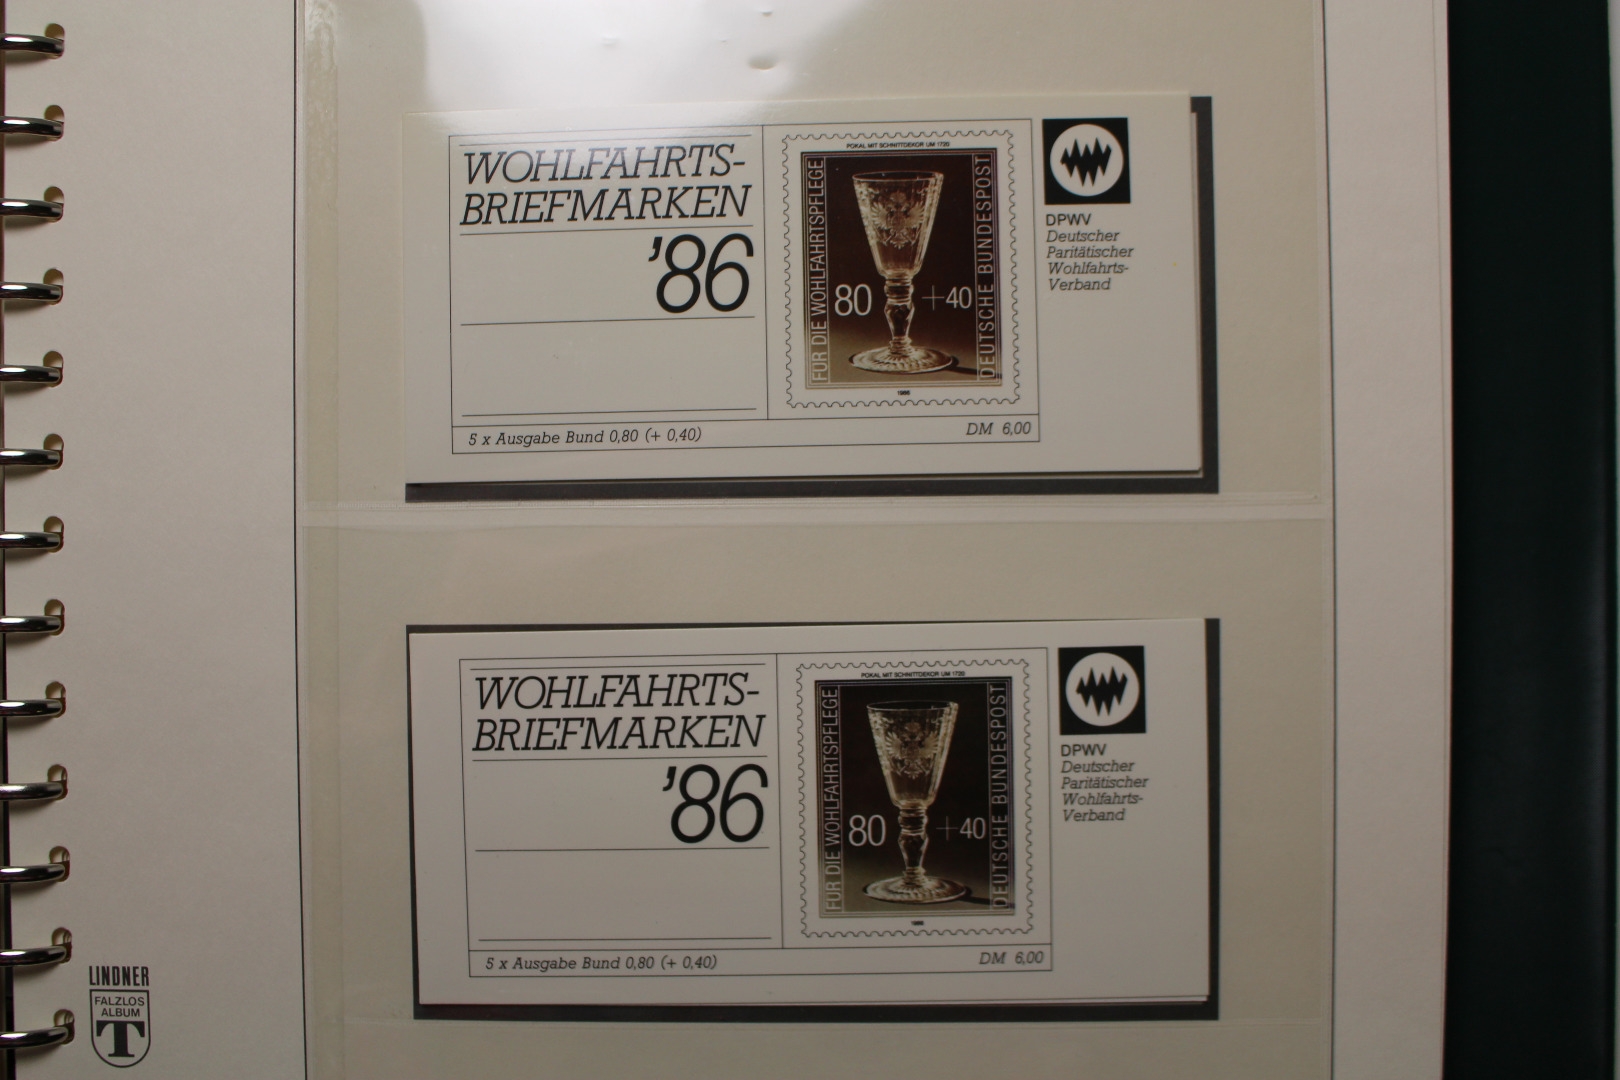 WOHLFAHRTS-
BRIEFMARKEN
'86
5 x Ausgabe Bund 0,80 (+ 0,40)
DM 6,00
POKAL MIT SCHNITTDEKOR UM 1720
FÜR DIE WOHLFAHRTSPFLEGE
80 +40
DEUTSCHE BUNDESPOST
1986
DPWV
Deutscher
Paritätischer
Wohlfahrts-
Verband
WOHLFAHRTS-
BRIEFMARKEN
'86
5 x Ausgabe Bund 0,80 (+ 0,40)
DM 6,00
POKAL MIT SCHNITTDEKOR UM 1720
FÜR DIE WOHLFAHRTSPFLEGE
80 +40
DEUTSCHE BUNDESPOST
1986
DPWV
Deutscher
Paritätischer
Wohlfahrts-
Verband
LINDNER
FALZLOS
ALBUM
T